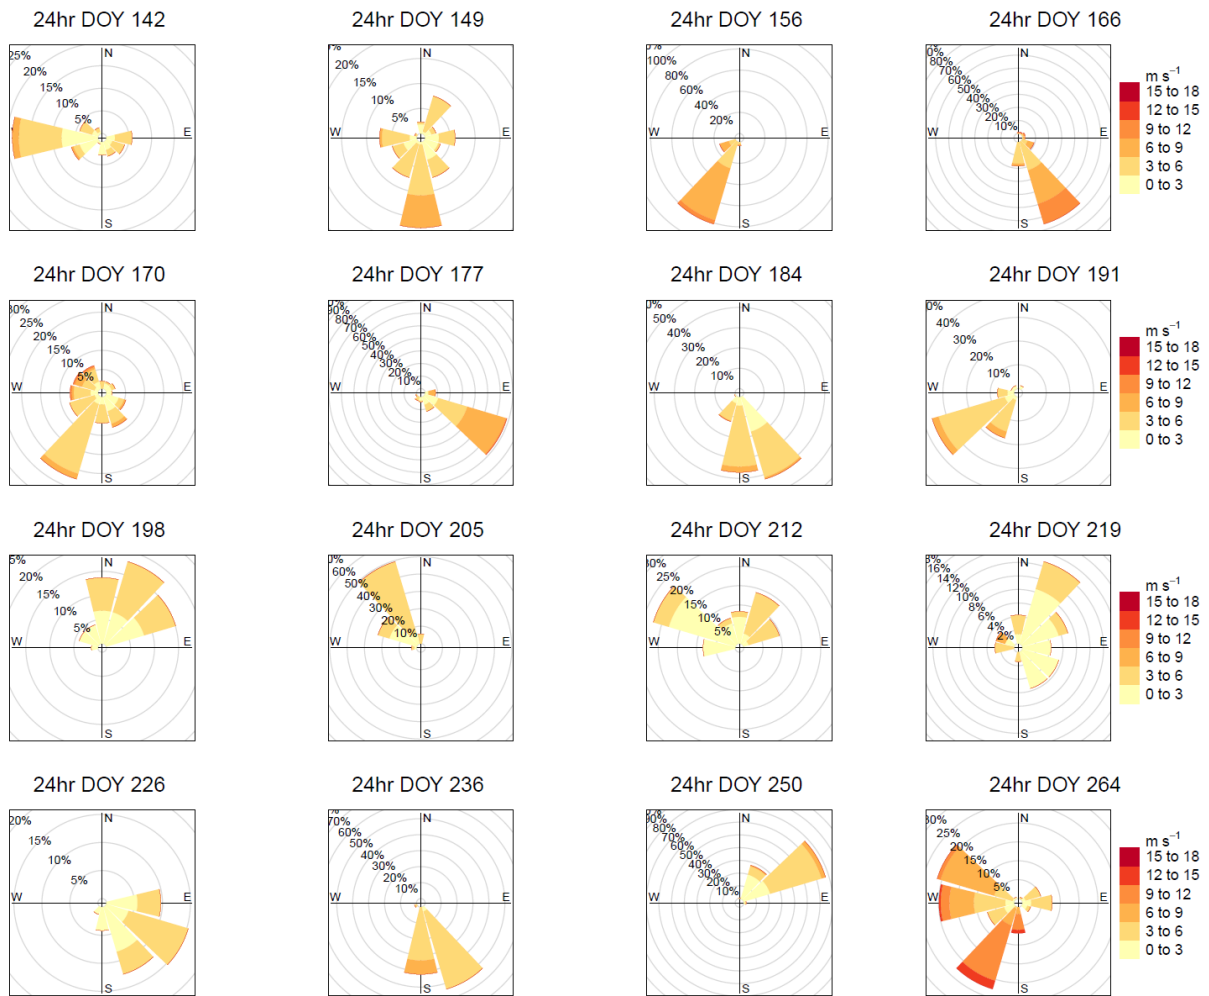 24hr DOY 142
24hr DOY 149
24hr DOY 156
24hr DOY 166
25%
20%
15%
10%
5%
N
W
E
S
20%
15%
10%
5%
N
W
E
S
100%
80%
60%
40%
20%
N
W
E
S
80%
70%
60%
50%
40%
30%
20%
10%
N
W
E
S
m s⁻¹
15 to 18
12 to 15
9 to 12
6 to 9
3 to 6
0 to 3
24hr DOY 170
24hr DOY 177
24hr DOY 184
24hr DOY 191
25%
20%
15%
10%
5%
N
W
E
S
90%
80%
70%
60%
50%
40%
30%
20%
10%
N
W
E
S
50%
40%
30%
20%
10%
N
W
E
S
40%
30%
20%
10%
N
W
E
S
m s⁻¹
15 to 18
12 to 15
9 to 12
6 to 9
3 to 6
0 to 3
24hr DOY 198
24hr DOY 205
24hr DOY 212
24hr DOY 219
20%
15%
10%
5%
N
W
E
S
60%
50%
40%
30%
20%
10%
N
W
E
S
25%
20%
15%
10%
5%
N
W
E
S
16%
14%
12%
10%
8%
6%
4%
2%
N
W
E
S
m s⁻¹
15 to 18
12 to 15
9 to 12
6 to 9
3 to 6
0 to 3
24hr DOY 226
24hr DOY 236
24hr DOY 250
24hr DOY 264
20%
15%
10%
5%
N
W
E
S
70%
60%
50%
40%
30%
20%
10%
N
W
E
S
90%
80%
70%
60%
50%
40%
30%
20%
10%
N
W
E
S
30%
25%
20%
15%
10%
5%
N
W
E
S
m s⁻¹
15 to 18
12 to 15
9 to 12
6 to 9
3 to 6
0 to 3